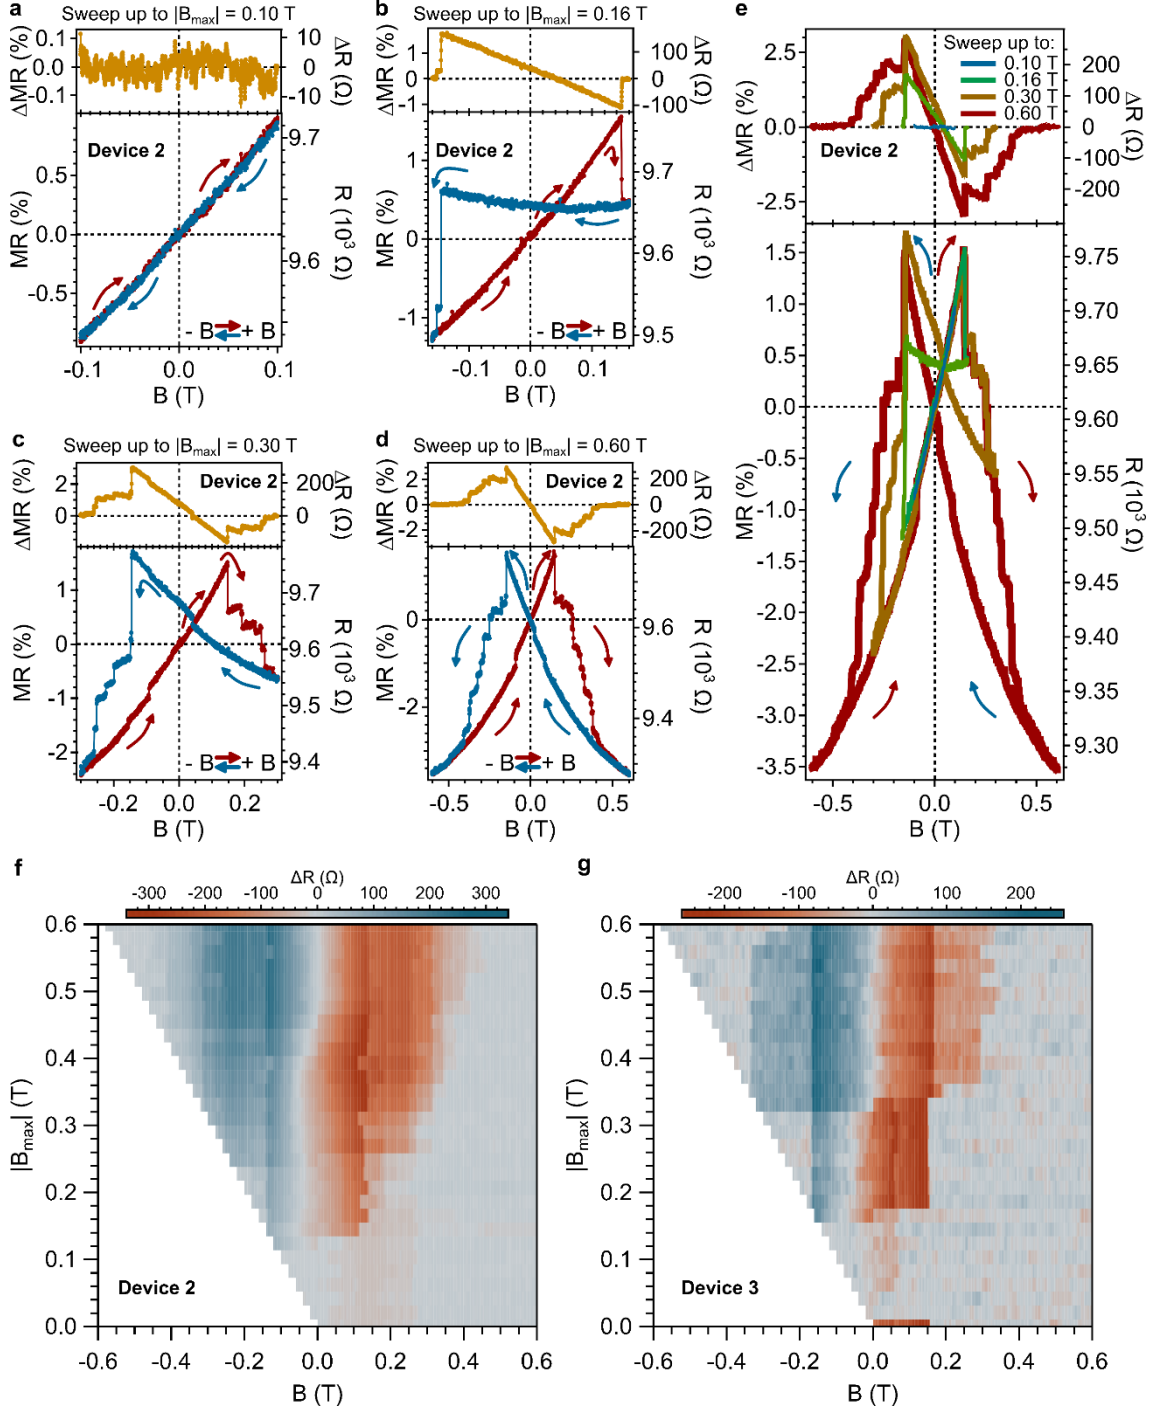 a
Sweep up to |Bmax| = 0.10 T
ΔMR (%)
0.1
0.0
-0.1
10
0
-10
ΔR (Ω)
Device 2
MR (%)
0.5
0.0
-0.5
9.7
9.6
R (10³ Ω)
- B
+ B
-0.1
0.0
0.1
B (T)
b
Sweep up to |Bmax| = 0.16 T
ΔMR (%)
1
0
-1
100
0
-100
ΔR (Ω)
Device 2
MR (%)
1
0
-1
9.7
9.6
9.5
R (10³ Ω)
- B
+ B
-0.1
0.0
0.1
B (T)
c
Sweep up to |Bmax| = 0.30 T
ΔMR (%)
2
0
200
0
ΔR (Ω)
Device 2
MR (%)
1
0
-1
-2
9.7
9.6
9.5
9.4
R (10³ Ω)
- B
+ B
-0.2
0.0
0.2
B (T)
d
Sweep up to |Bmax| = 0.60 T
ΔMR (%)
2
0
-2
200
0
-200
ΔR (Ω)
Device 2
MR (%)
0
-2
9.6
9.4
R (10³ Ω)
- B
+ B
-0.5
0.0
0.5
B (T)
e
Sweep up to:
0.10 T
0.16 T
0.30 T
0.60 T
ΔMR (%)
2.5
0.0
-2.5
200
100
0
-100
-200
ΔR (Ω)
Device 2
MR (%)
1.5
1.0
0.5
0.0
-0.5
-1.0
-1.5
-2.0
-2.5
-3.0
-3.5
9.75
9.70
9.65
9.60
9.55
9.50
9.45
9.40
9.35
9.30
R (10³ Ω)
-0.5
0.0
0.5
B (T)
f
ΔR (Ω)
-300 -200 -100 0 100 200 300
|Bmax| (T)
0.6
0.5
0.4
0.3
0.2
0.1
0.0
Device 2
-0.6 -0.4 -0.2 0.0 0.2 0.4 0.6
B (T)
g
ΔR (Ω)
-200 -100 0 100 200
|Bmax| (T)
0.6
0.5
0.4
0.3
0.2
0.1
0.0
Device 3
-0.6 -0.4 -0.2 0.0 0.2 0.4 0.6
B (T)